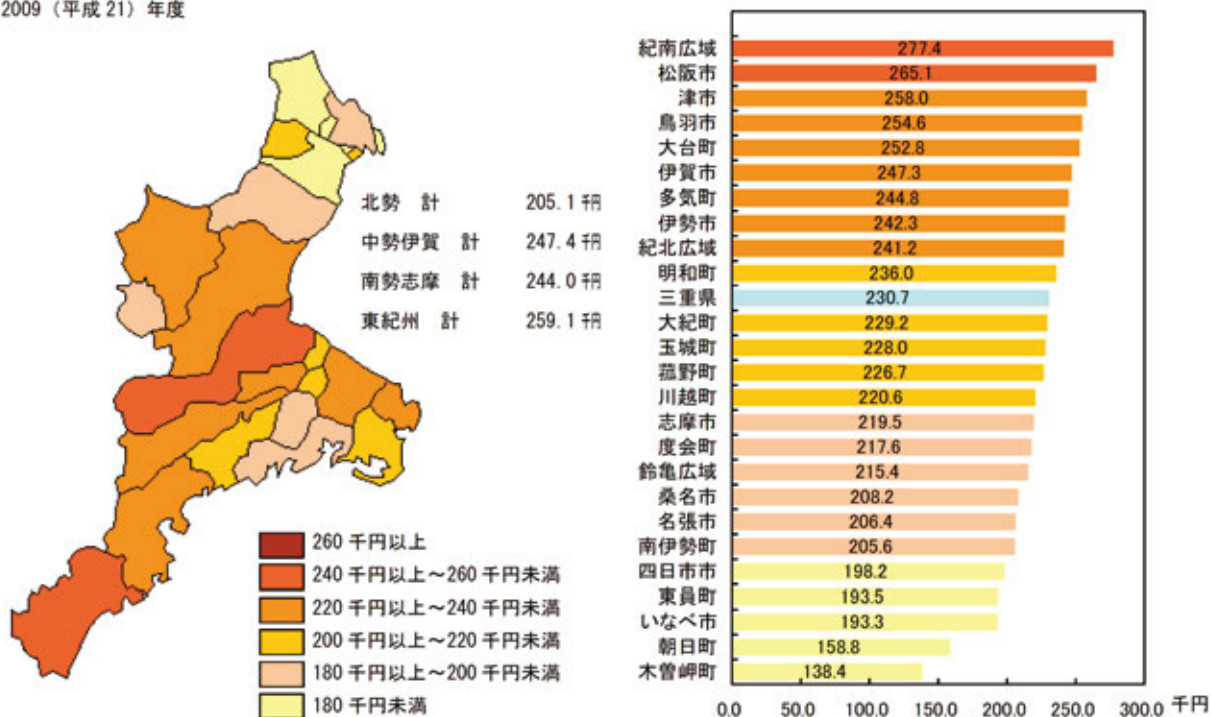 2009（平成 21）年度
北勢　計　205.1 千円
中勢伊賀　計　247.4 千円
南勢志摩　計　244.0 千円
東紀州　計　259.1 千円
260 千円以上
240 千円以上～260 千円未満
220 千円以上～240 千円未満
200 千円以上～220 千円未満
180 千円以上～200 千円未満
180 千円未満
紀南広域　277.4
松阪市　265.1
津市　258.0
鳥羽市　254.6
大台町　252.8
伊賀市　247.3
多気町　244.8
伊勢市　242.3
紀北広域　241.2
明和町　236.0
三重県　230.7
大紀町　229.2
玉城町　228.0
菰野町　226.7
川越町　220.6
志摩市　219.5
度会町　217.6
鈴亀広域　215.4
桑名市　208.2
名張市　206.4
南伊勢町　205.6
四日市市　198.2
東員町　193.5
いなべ市　193.3
朝日町　158.8
木曽岬町　138.4
0.0　50.0　100.0　150.0　200.0　250.0　300.0 千円